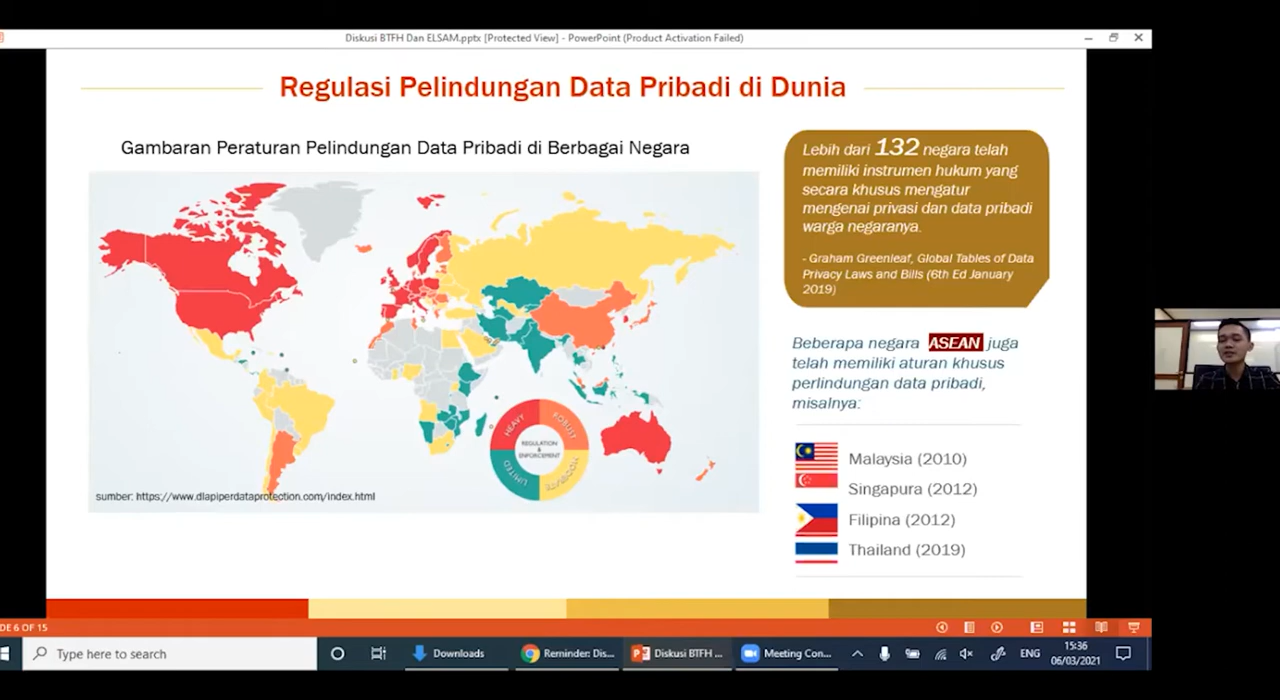 Diskusi BTFH Dan ELSAM.pptx [Protected View] - PowerPoint (Product Activation Failed)
Regulasi Pelindungan Data Pribadi di Dunia
Gambaran Peraturan Pelindungan Data Pribadi di Berbagai Negara
HEAVY
ROBUST
REGULATION
&
ENFORCEMENT
LIMITED
MODERATE
sumber: https://www.dlapiperdataprotection.com/index.html
Lebih dari 132 negara telah
memiliki instrumen hukum yang
secara khusus mengatur
mengenai privasi dan data pribadi
warga negaranya.
- Graham Greenleaf, Global Tables of Data
Privacy Laws and Bills (6th Ed January
2019)
Beberapa negara ASEAN juga
telah memiliki aturan khusus
perlindungan data pribadi,
misalnya:
Malaysia (2010)
Singapura (2012)
Filipina (2012)
Thailand (2019)
DE 6 OF 15
Type here to search
Downloads
Reminder: Dis...
Diskusi BTFH ...
Meeting Con...
ENG
15:36
06/03/2021